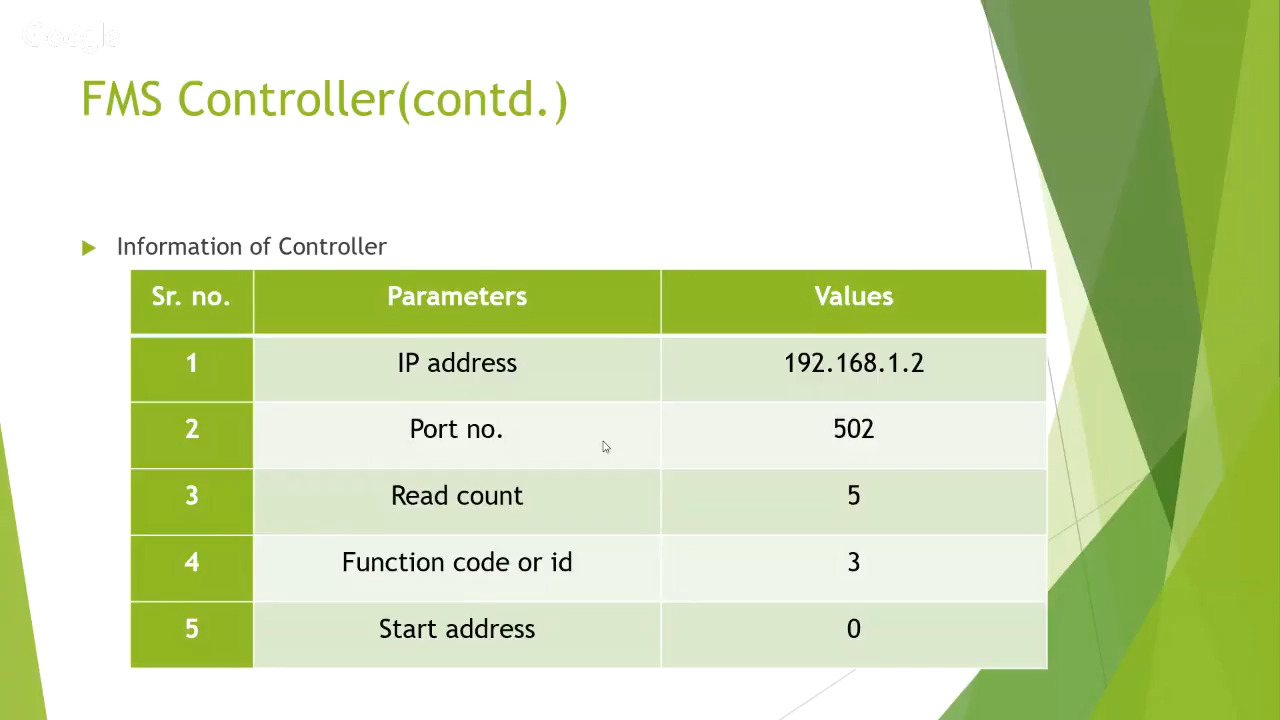 Google
FMS Controller(contd.)
Information of Controller
Sr. no. Parameters Values
1 IP address 192.168.1.2
2 Port no. 502
3 Read count 5
4 Function code or id 3
5 Start address 0